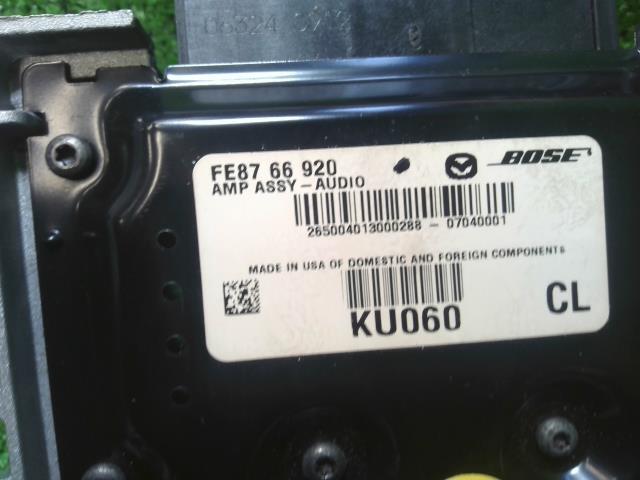 FE87 66 920
BOSE
AMP ASSY-AUDIO
265004013000288 - 07040001
MADE IN USA OF DOMESTIC AND FOREIGN COMPONENTS
KU060
CL